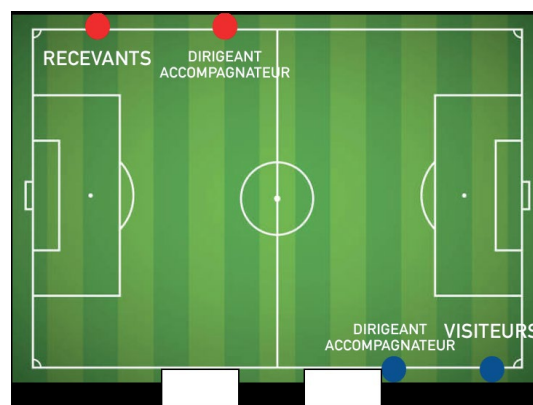 RECEVANTS
DIRIGEANT
ACCOMPAGNATEUR
DIRIGEANT
ACCOMPAGNATEUR
VISITEURS